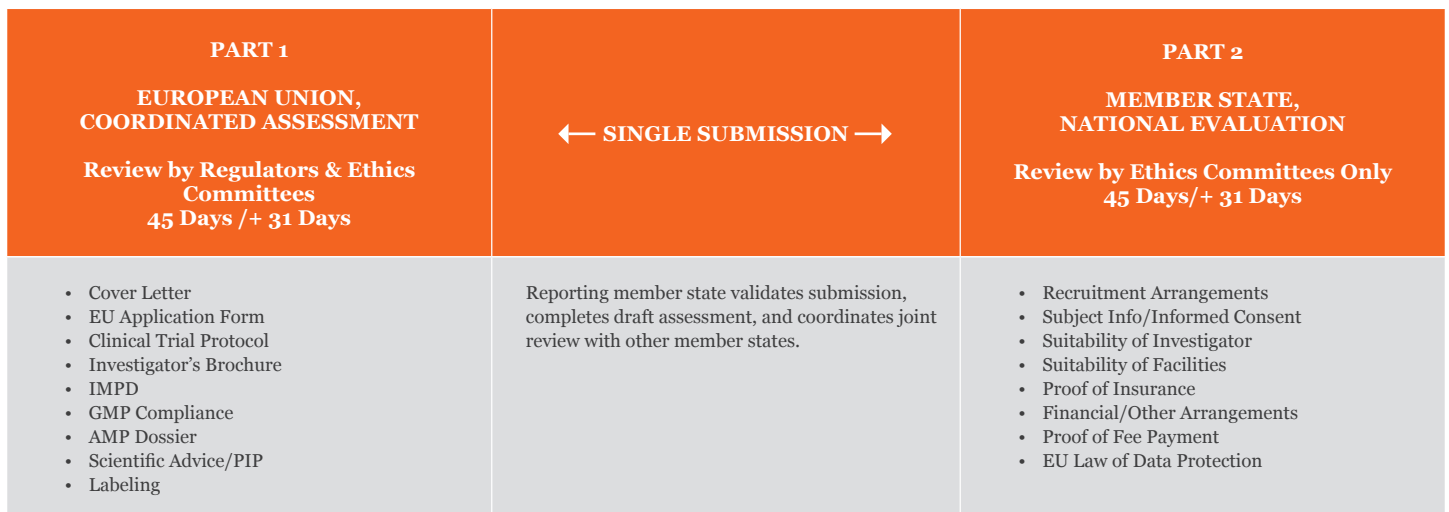 PART 1
EUROPEAN UNION,
COORDINATED ASSESSMENT
Review by Regulators & Ethics
Committees
45 Days /+ 31 Days
← SINGLE SUBMISSION →
PART 2
MEMBER STATE,
NATIONAL EVALUATION
Review by Ethics Committees Only
45 Days/+ 31 Days
• Cover Letter
• EU Application Form
• Clinical Trial Protocol
• Investigator’s Brochure
• IMPD
• GMP Compliance
• AMP Dossier
• Scientific Advice/PIP
• Labeling
Reporting member state validates submission,
completes draft assessment, and coordinates joint
review with other member states.
• Recruitment Arrangements
• Subject Info/Informed Consent
• Suitability of Investigator
• Suitability of Facilities
• Proof of Insurance
• Financial/Other Arrangements
• Proof of Fee Payment
• EU Law of Data Protection